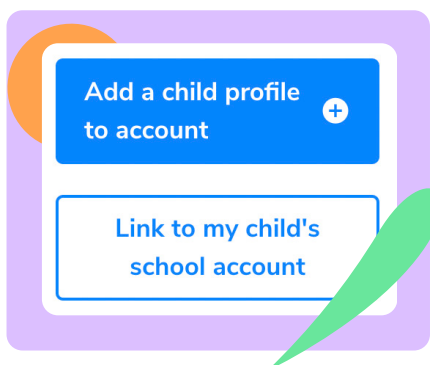 Add a child profile
to account
Link to my child's
school account